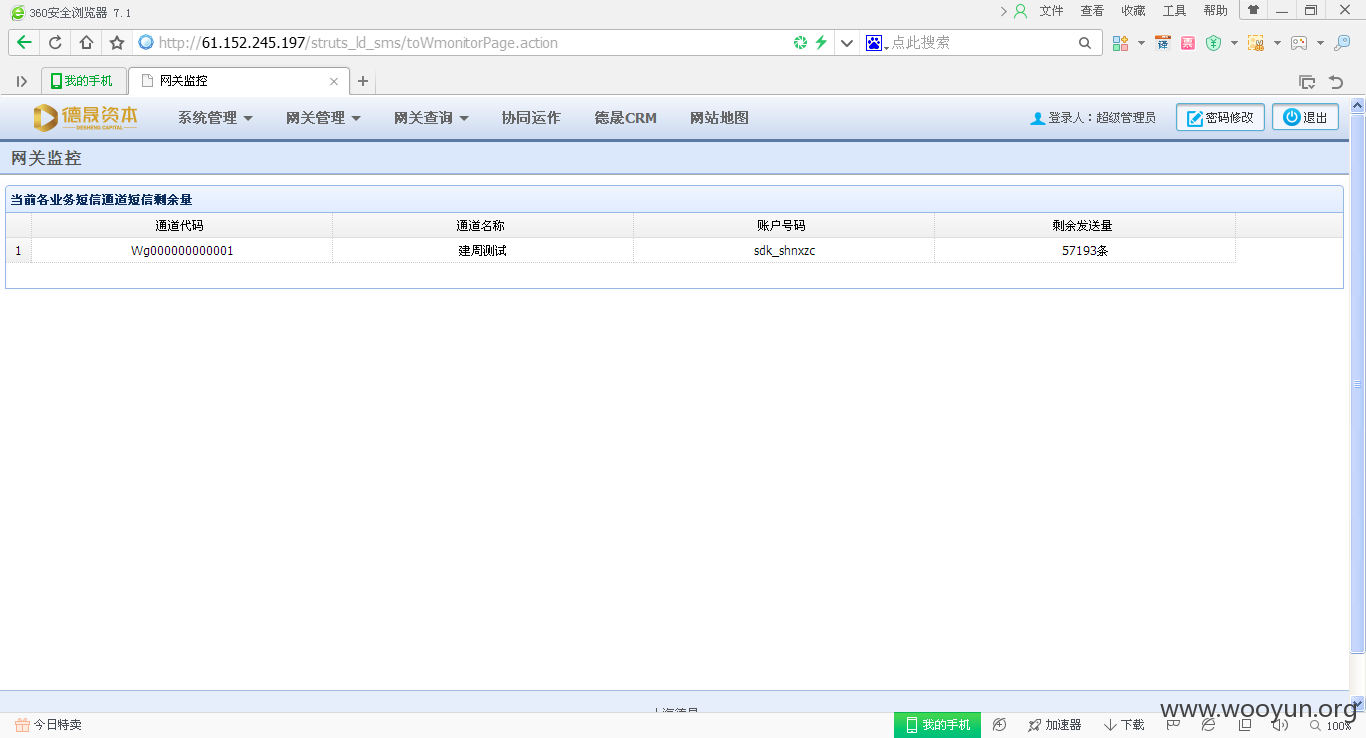 360安全浏览器 7.1
文件 查看 收藏 工具 帮助
http://61.152.245.197/struts_ld_sms/toWmonitorPage.action
点此搜索
我的手机 网关监控
德晟资本 DESHENG CAPITAL 系统管理 网关管理 网关查询 协同运作 德晟CRM 网站地图 登录人：超级管理员 密码修改 退出
网关监控
当前各业务短信通道短信剩余量
通道代码 通道名称 账户号码 剩余发送量
1 Wg000000000001 建周测试 sdk_shnxzc 57193条
www.wooyun.org
今日特卖 我的手机 加速器 下载 100%